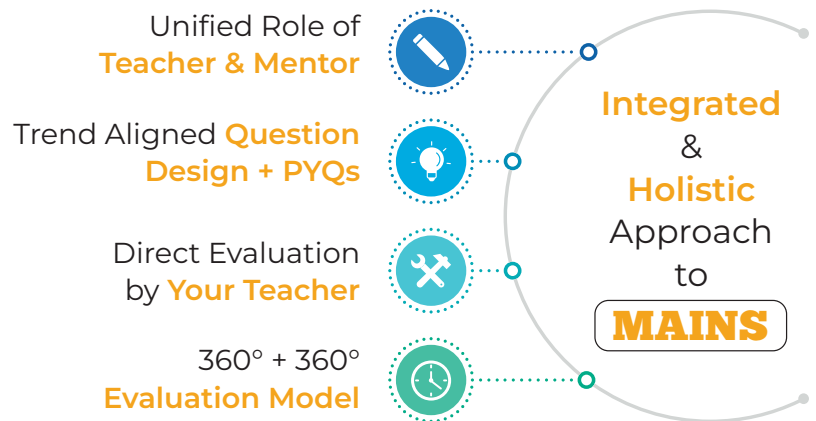 Unified Role of
Teacher & Mentor
Trend Aligned Question
Design + PYQs
Direct Evaluation
by Your Teacher
360° + 360°
Evaluation Model
Integrated
&
Holistic
Approach
to
MAINS